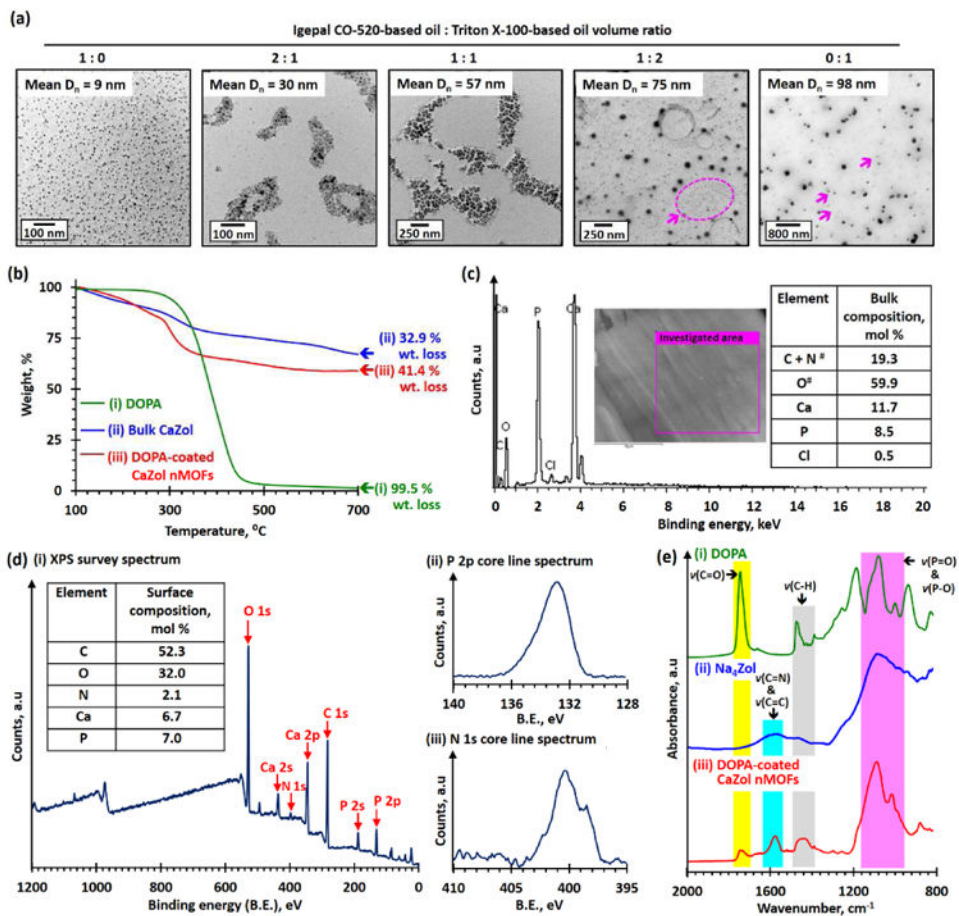 (a)
Igepal CO-520-based oil : Triton X-100-based oil volume ratio
1 : 0
2 : 1
1 : 1
1 : 2
0 : 1
Mean Dn = 9 nm
Mean Dn = 30 nm
Mean Dn = 57 nm
Mean Dn = 75 nm
Mean Dn = 98 nm
100 nm
100 nm
250 nm
250 nm
800 nm
(b)
Weight, %
100
75
50
25
0
(i) DOPA
(ii) Bulk CaZol
(iii) DOPA-coated
CaZol nMOFs
(ii) 32.9 %
wt. loss
(iii) 41.4 %
wt. loss
(i) 99.5 %
wt. loss
100
300
500
700
Temperature, ⁰C
(c)
Counts, a.u
Ca
P
Ca
O
C
Cl
Investigated area
Element
Bulk
composition,
mol %
C + N #
19.3
O#
59.9
Ca
11.7
P
8.5
Cl
0.5
0
2
4
6
8
10
12
14
16
18
20
Binding energy, keV
(d)
(i) XPS survey spectrum
Counts, a.u
Element
Surface
composition,
mol %
C
52.3
O
32.0
N
2.1
Ca
6.7
P
7.0
O 1s
C 1s
Ca 2p
Ca 2s
N 1s
P 2s
P 2p
1200
1000
800
600
400
200
0
Binding energy (B.E.), eV
(ii) P 2p core line spectrum
Counts, a.u
140
136
134
132
128
B.E., eV
(iii) N 1s core line spectrum
Counts, a.u
410
405
400
395
B.E., eV
(e)
Absorbance, a.u
(i) DOPA
ν(C=O)
ν(C-H)
ν(P=O)
&
ν(P-O)
(ii) Na4Zol
ν(C=N)
&
ν(C=C)
(iii) DOPA-coated
CaZol nMOFs
2000
1600
1200
800
Wavenumber, cm-1